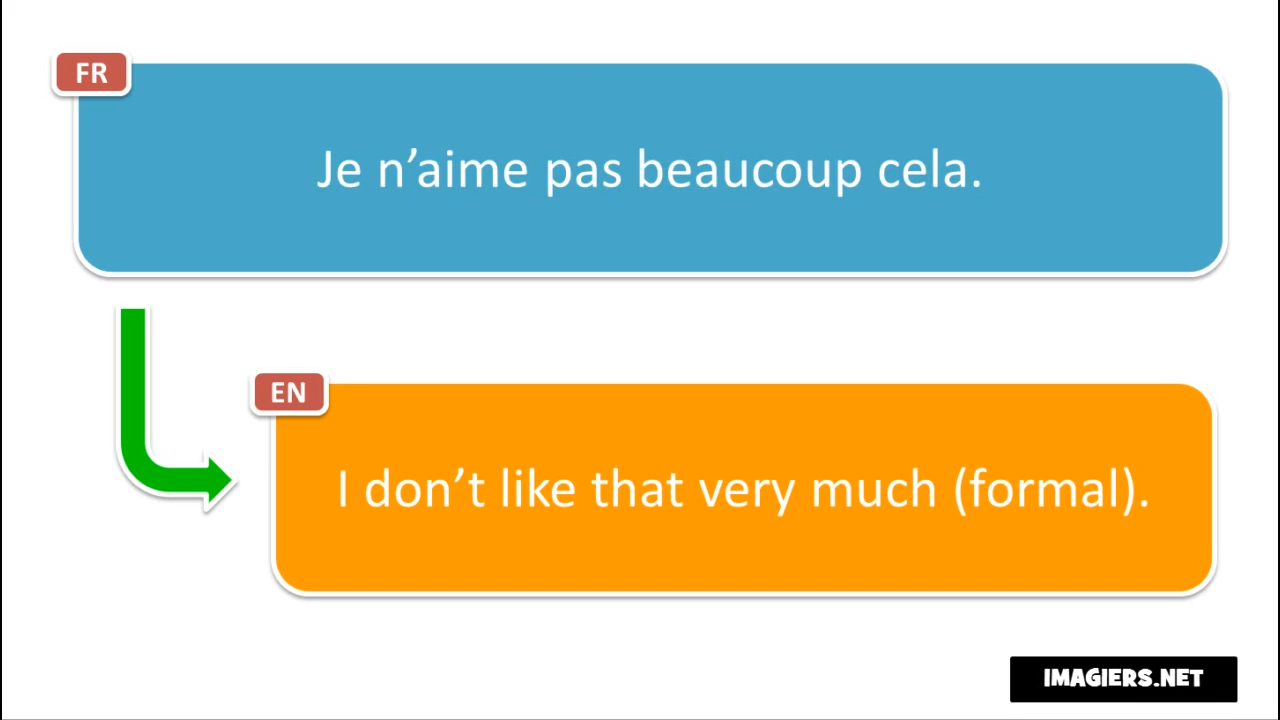 FR
Je n’aime pas beaucoup cela.
EN
I don’t like that very much (formal).
IMAGIERS.NET